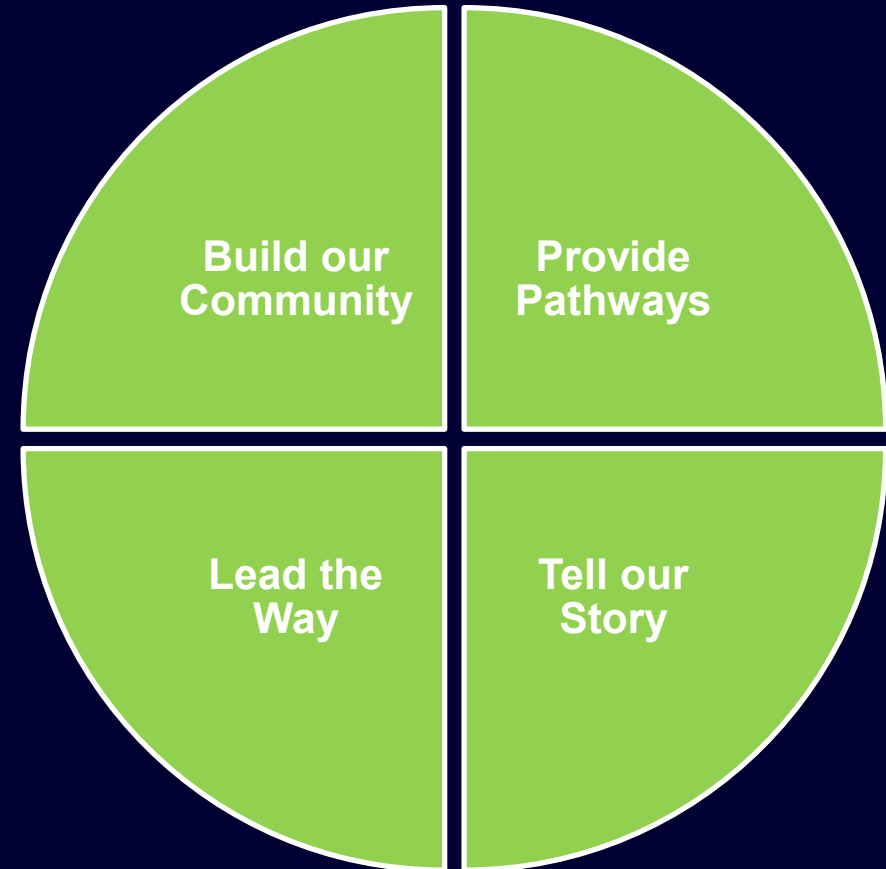 Build our
Community
Provide
Pathways
Lead the
Way
Tell our
Story